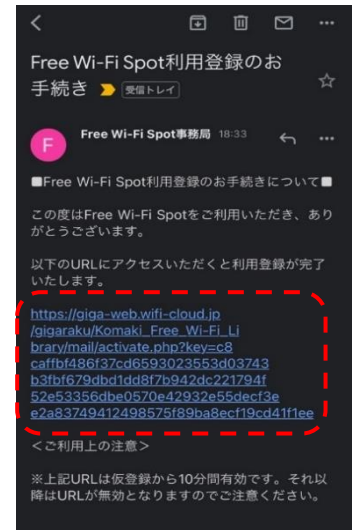 Free Wi-Fi Spot利用登録のお
手続き 受信トレイ
F
Free Wi-Fi Spot事務局 18:33
■Free Wi-Fi Spot利用登録のお手続きについて■
この度はFree Wi-Fi Spotをご利用いただき、あり
がとうございます。
以下のURLにアクセスいただくと利用登録が完了
いたします。
https://giga-web.wifi-cloud.jp
/gigaraku/Komaki_Free_Wi-Fi_Li
brary/mail/activate.php?key=c8
caffbf486f37cd6593023553d03743
b3fbf679dbd1dd8f7b942dc221794f
52e53356dbe0570e42932e55decf3e
e2a83749412498575f89ba8ecf19cd41f1ee
＜ご利用上の注意＞
※上記URLは仮登録から10分間有効です。それ以
降はURLが無効となりますのでご注意ください。